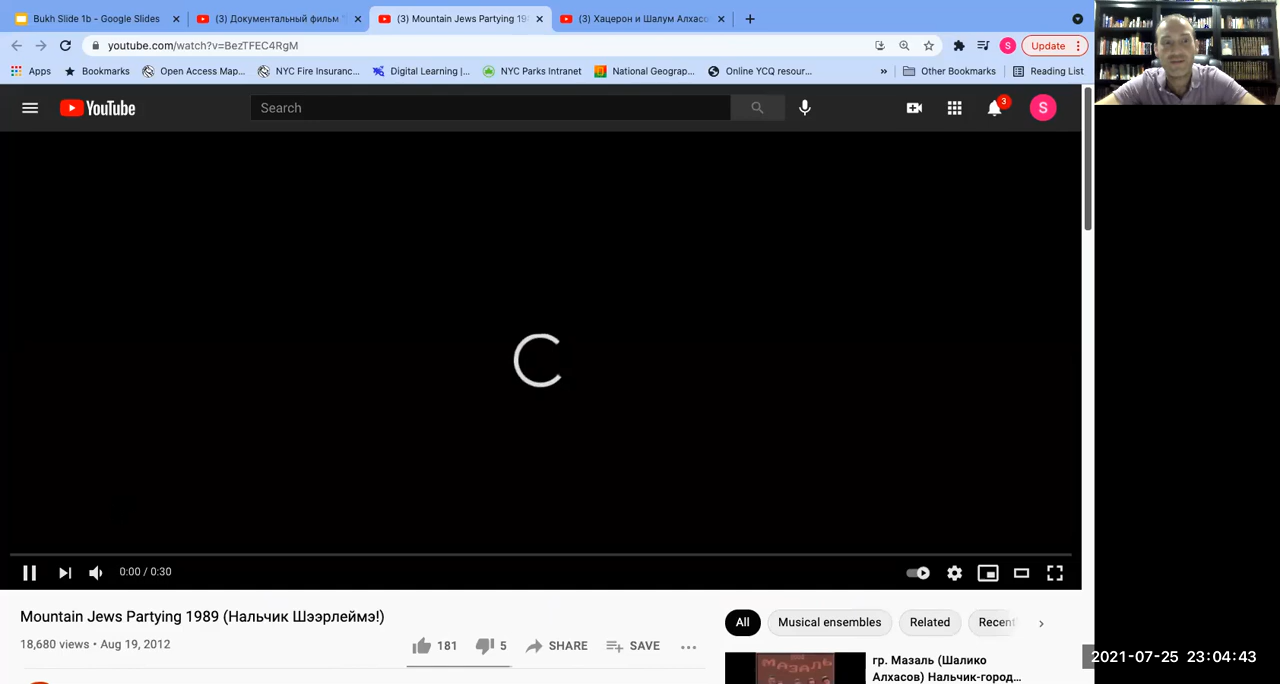 Bukh Slide 1b - Google Slides
(3) Документальный фильм "
(3) Mountain Jews Partying 19
(3) Хацерон и Шалум Алхасо
youtube.com/watch?v=BezTFEC4RgM
S
Update
Apps
Bookmarks
Open Access Map...
NYC Fire Insuranc...
Digital Learning |...
NYC Parks Intranet
National Geograp...
Online YCQ resour...
»
Other Bookmarks
Reading List
YouTube
Search
3
S
0:00 / 0:30
Mountain Jews Partying 1989 (Нальчик Шээрлеймэ!)
18,680 views • Aug 19, 2012
181
5
SHARE
SAVE
All
Musical ensembles
Related
Recent
МАЗАЛЬ
гр. Мазаль (Шалико
Алхасов) Нальчик-город...
2021-07-25 23:04:43